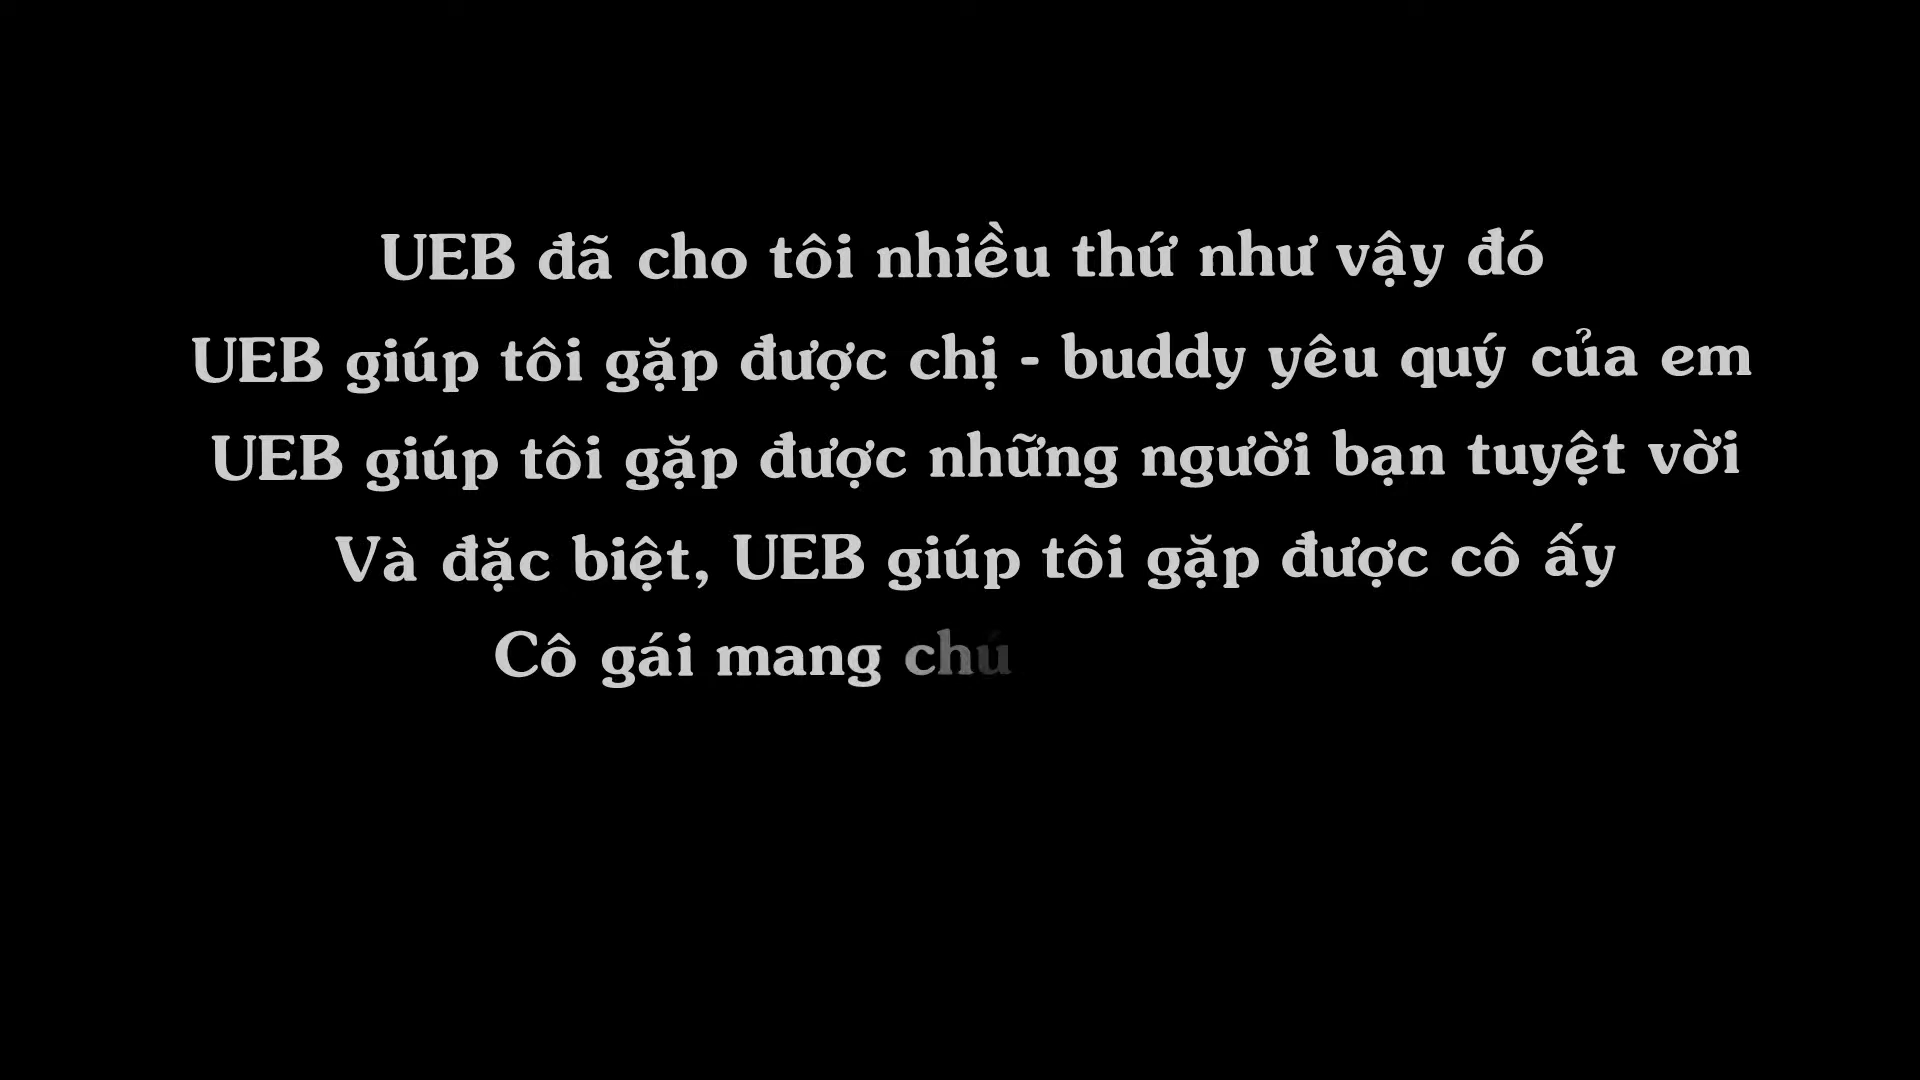 UEB đã cho tôi nhiều thứ như vậy đó
UEB giúp tôi gặp được chị - buddy yêu quý của em
UEB giúp tôi gặp được những người bạn tuyệt vời
Và đặc biệt, UEB giúp tôi gặp được cô ấy
Cô gái mang chú